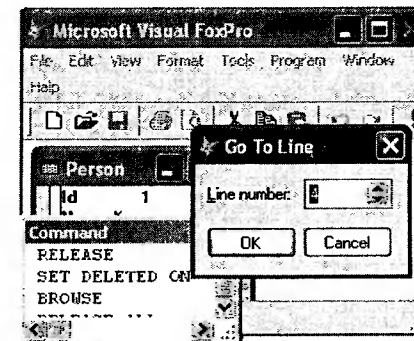 Microsoft Visual FoxPro
File Edit View Format Tools Program Window
Help
Go To Line
Person
Id 1
Line number: 4
OK Cancel
Command
RELEASE
SET DELETED ON
BROWSE